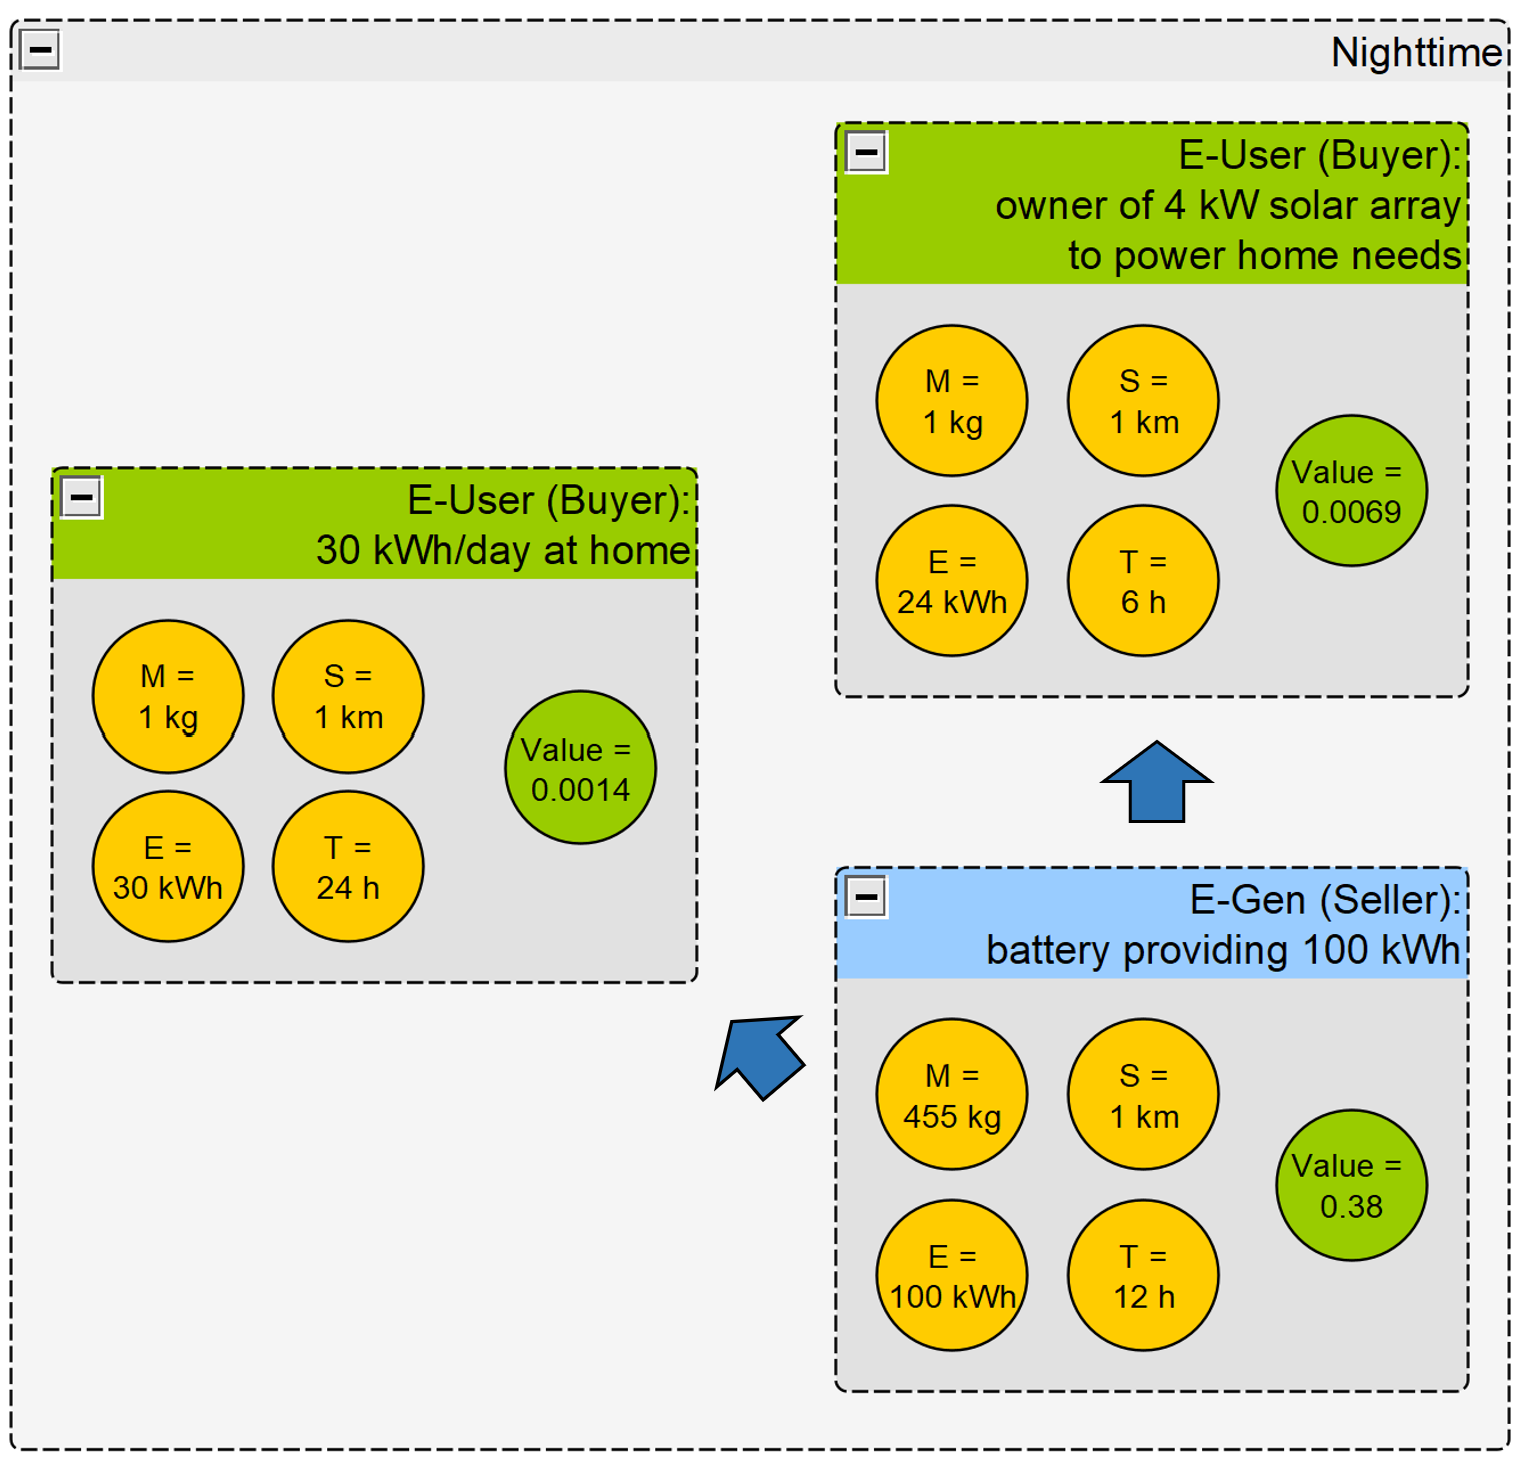 Nighttime
E-User (Buyer):
owner of 4 kW solar array
to power home needs
M =
1 kg
S =
1 km
Value =
0.0069
E =
24 kWh
T =
6 h
E-User (Buyer):
30 kWh/day at home
M =
1 kg
S =
1 km
Value =
0.0014
E =
30 kWh
T =
24 h
E-Gen (Seller):
battery providing 100 kWh
M =
455 kg
S =
1 km
Value =
0.38
E =
100 kWh
T =
12 h